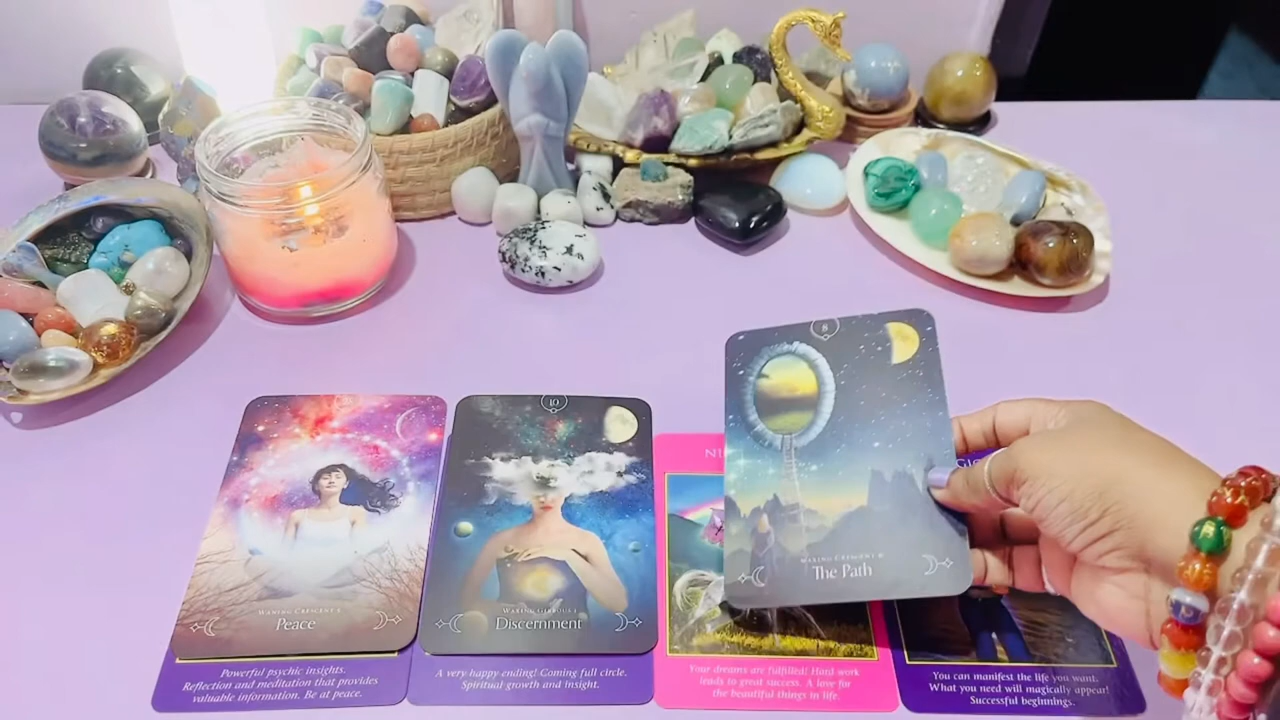 10
WAXING CRESCENT I
Peace
Powerful psychic insights.
Reflection and meditation that provides
valuable information. Be at peace.
WAXING GIBBOUS I
Discernment
A very happy ending! Coming full circle.
Spiritual growth and insight.
NI
8
WAXING CRESCENT II
The Path
Your dreams are fulfilled! Hard work
leads to great success. A love for
the beautiful things in life.
You can manifest the life you want.
What you need will magically appear!
Successful beginnings.